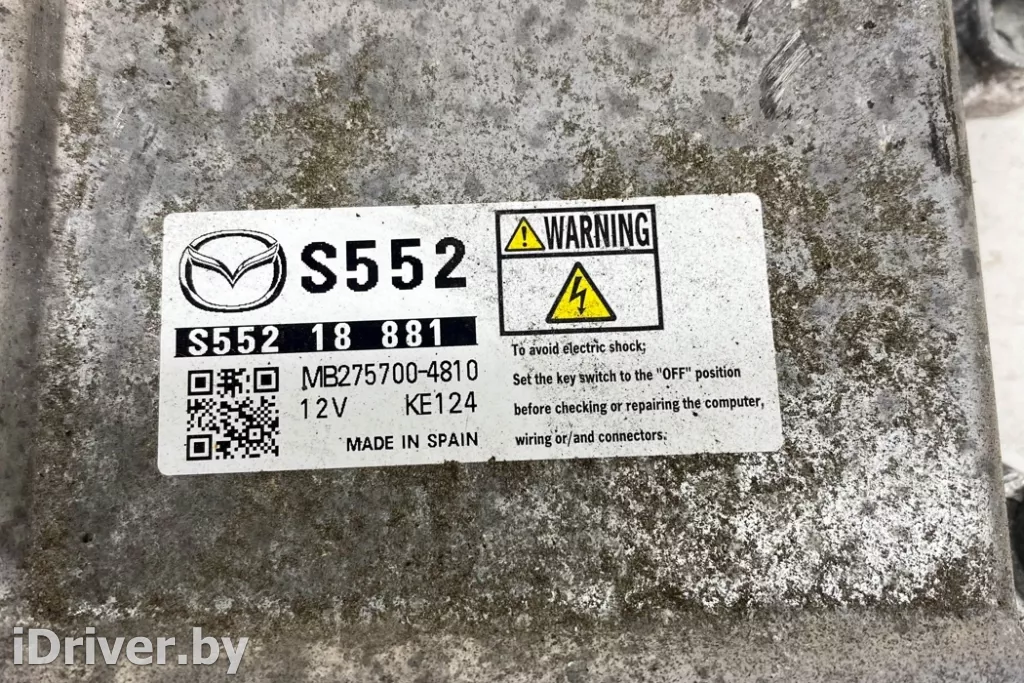 S552
S552 18 881
MB275700-4810
12V KE124
MADE IN SPAIN
WARNING
To avoid electric shock;
Set the key switch to the "OFF" position
before checking or repairing the computer,
wiring or/and connectors.
iDriver.by